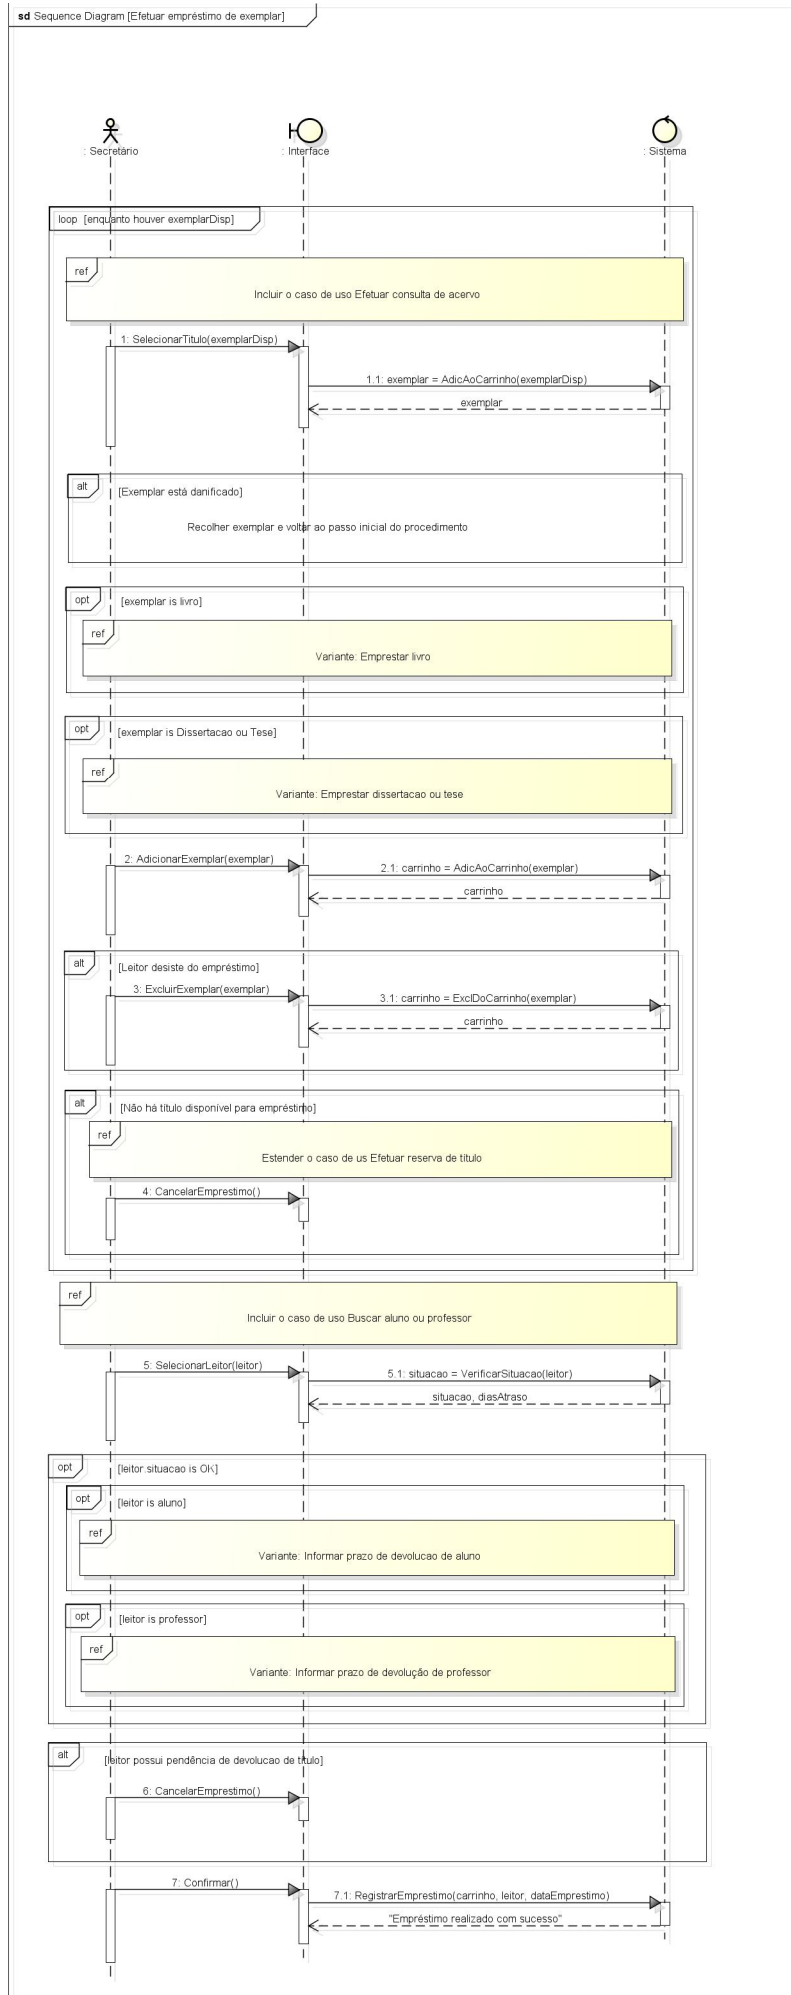 sd Sequence Diagram [Efetuar empréstimo de exemplar]
: Secretário
: Interface
: Sistema
loop [enquanto houver exemplarDisp]
ref
Incluir o caso de uso Efetuar consulta de acervo
1: SelecionarTitulo(exemplarDisp)
1.1: exemplar = AdicAoCarrinho(exemplarDisp)
exemplar
alt
[Exemplar está danificado]
Recolher exemplar e voltar ao passo inicial do procedimento
opt
[exemplar is livro]
ref
Variante: Emprestar livro
opt
[exemplar is Dissertacao ou Tese]
ref
Variante: Emprestar dissertacao ou tese
2: AdicionarExemplar(exemplar)
2.1: carrinho = AdicAoCarrinho(exemplar)
carrinho
alt
[Leitor desiste do empréstimo]
3: ExcluirExemplar(exemplar)
3.1: carrinho = ExclDoCarrinho(exemplar)
carrinho
alt
[Não há título disponível para empréstimo]
ref
Estender o caso de us Efetuar reserva de título
4: CancelarEmprestimo()
ref
Incluir o caso de uso Buscar aluno ou professor
5: SelecionarLeitor(leitor)
5.1: situacao = VerificarSituacao(leitor)
situacao, diasAtraso
opt
[leitor.situacao is OK]
opt
[leitor is aluno]
ref
Variante: Informar prazo de devolucao de aluno
opt
[leitor is professor]
ref
Variante: Informar prazo de devolução de professor
alt
[leitor possui pendência de devolucao de título]
6: CancelarEmprestimo()
7: Confirmar()
7.1: RegistrarEmprestimo(carrinho, leitor, dataEmprestimo)
"Empréstimo realizado com sucesso"